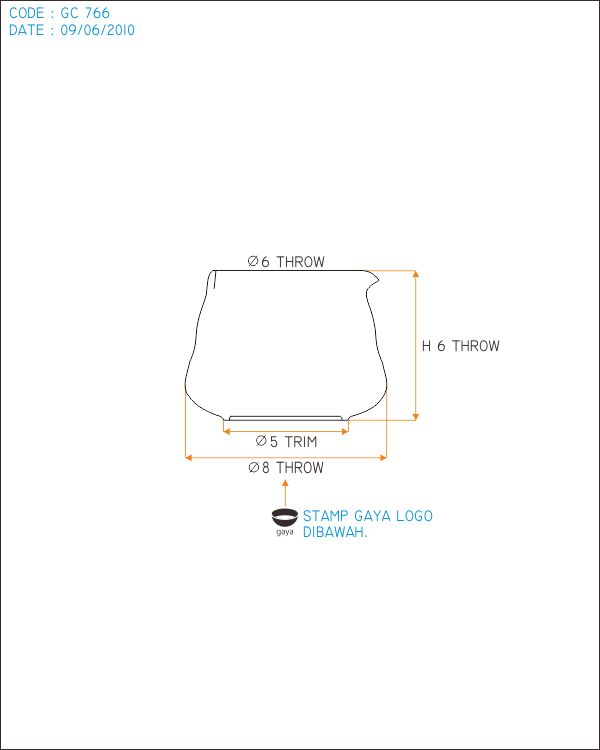 CODE : GC 766
DATE : 09/06/2010
Ø6 THROW
H 6 THROW
Ø5 TRIM
Ø8 THROW
STAMP GAYA LOGO
DIBAWAH.
gaya